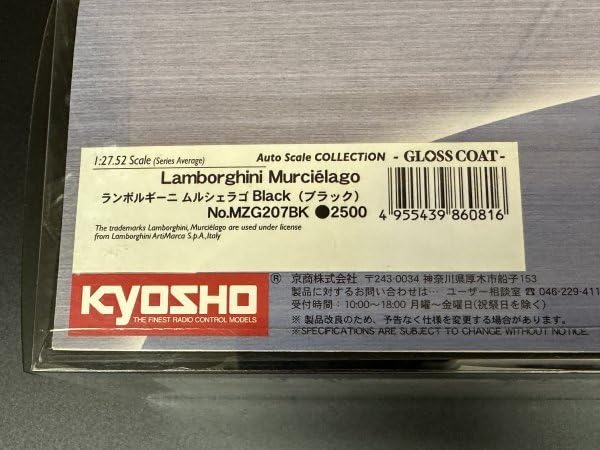 1:27.52 Scale (Series Average) Auto Scale COLLECTiON - GLOSS COAT -
Lamborghini Murciélago
ランボルギーニ ムルシェラゴ Black (ブラック)
No.MZG207BK ●2500
4 955439 860816
The trademarks Lamborghini, Murciélago are used under license
from Lamborghini ArtiMarca S.p.A.,Italy
KYOSHO ®
THE FINEST RADIO CONTROL MODELS
京商株式会社 〒243-0034 神奈川県厚木市船子153
製品に対するお問い合わせは… ユーザー相談室 ☎ 046-229-411
受付時間:10:00〜18:00 月曜〜金曜日(祝祭日を除く)
※ 製品改良のため、予告なく仕様を変更する場合があります。
※SPECIFICATIONS ARE SUBJECT TO CHANGE WITHOUT NOTICE.